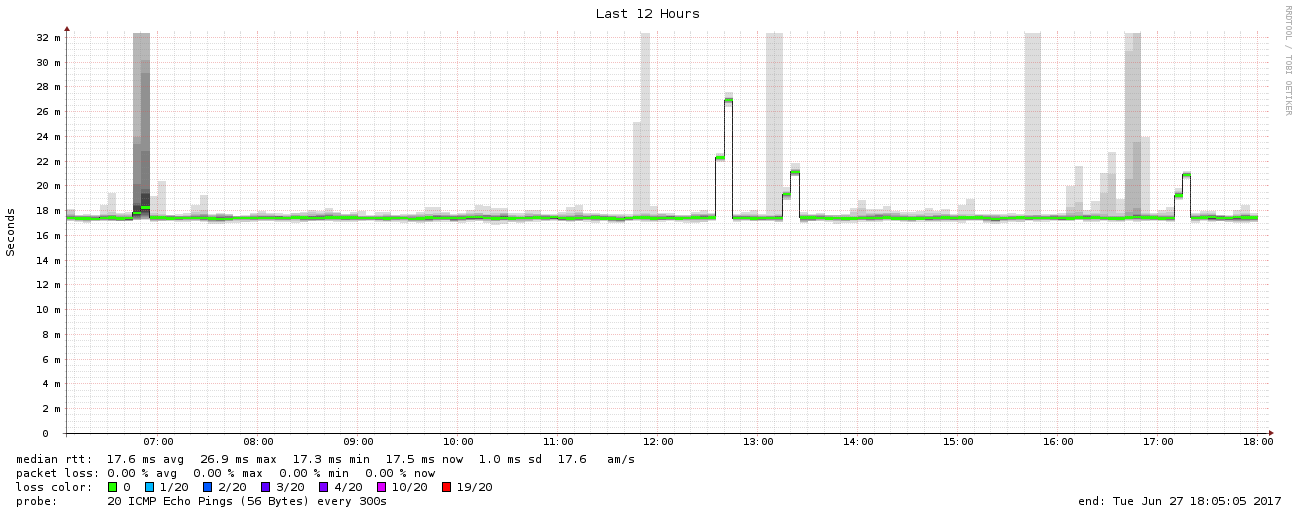 Last 12 Hours
RRDTOOL / TOBI OETIKER
Seconds
32 m
30 m
28 m
26 m
24 m
22 m
20 m
18 m
16 m
14 m
12 m
10 m
8 m
6 m
4 m
2 m
0
07:00 08:00 09:00 10:00 11:00 12:00 13:00 14:00 15:00 16:00 17:00 18:00
median rtt: 17.6 ms avg 26.9 ms max 17.3 ms min 17.5 ms now 1.0 ms sd 17.6 am/s
packet loss: 0.00 % avg 0.00 % max 0.00 % min 0.00 % now
loss color: 0 1/20 2/20 3/20 4/20 10/20 19/20
probe: 20 ICMP Echo Pings (56 Bytes) every 300s end: Tue Jun 27 18:05:05 2017